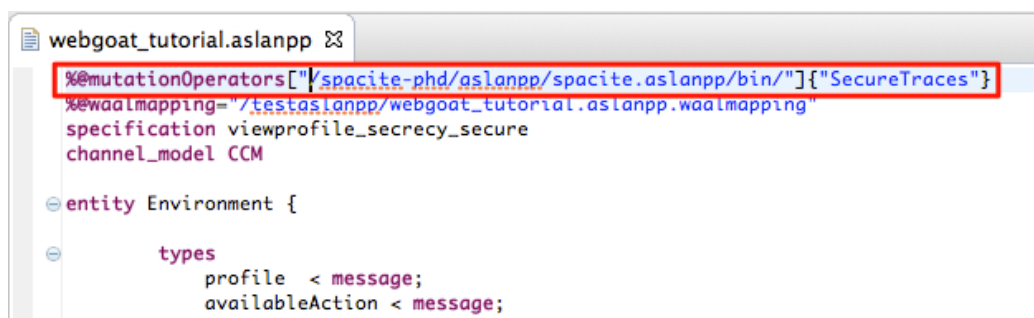 webgoat_tutorial.aslanpp
%@mutationOperators["/spacite-phd/aslanpp/spacite.aslanpp/bin/"]{"SecureTraces"}
%@waalmapping="/testaslanpp/webgoat_tutorial.aslanpp.waalmapping"
specification viewprofile_secrecy_secure
channel_model CCM
entity Environment {
types
profile < message;
availableAction < message;